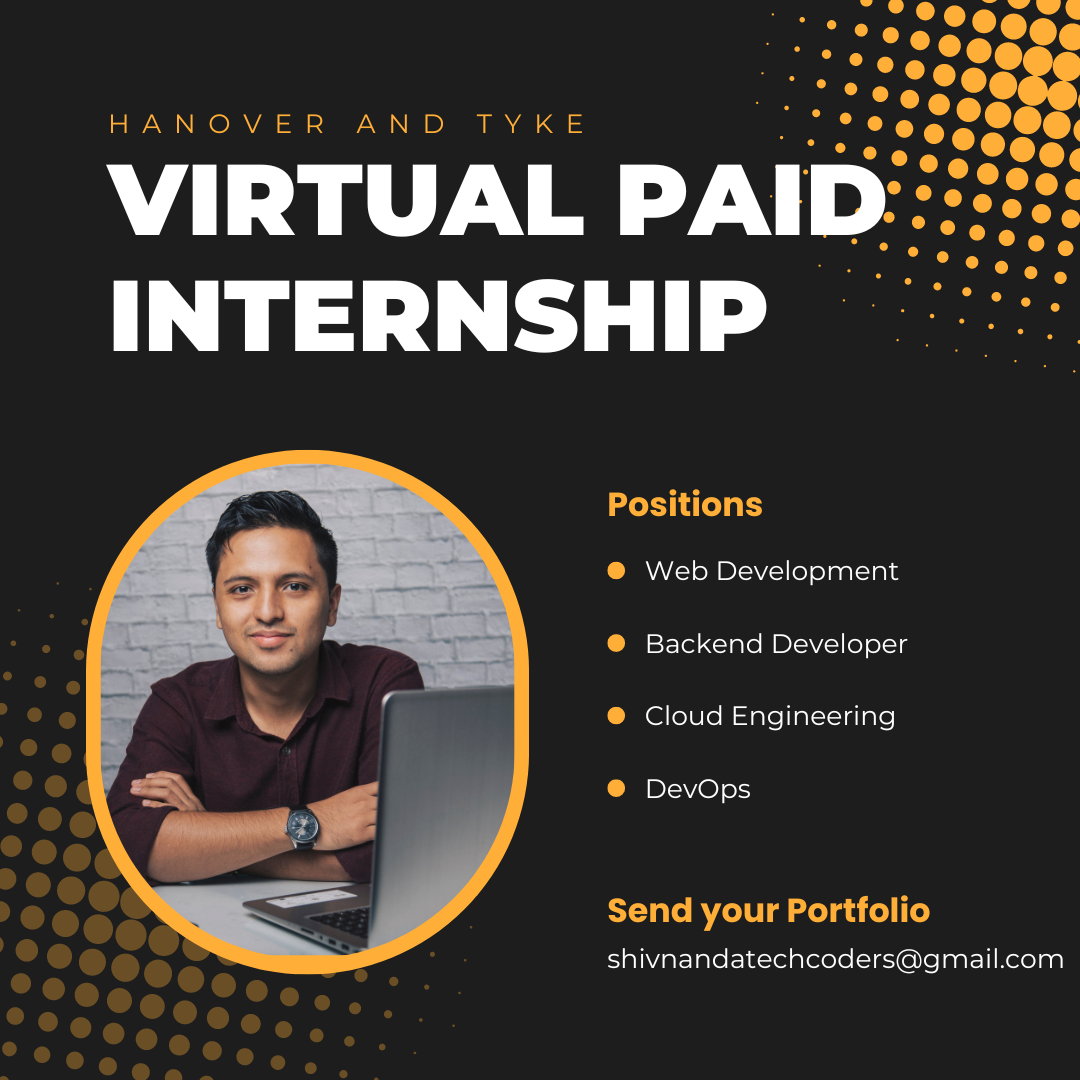 HANOVER AND TYKE
VIRTUAL PAID
INTERNSHIP
Positions
Web Development
Backend Developer
Cloud Engineering
DevOps
Send your Portfolio
shivnandatechcoders@gmail.com